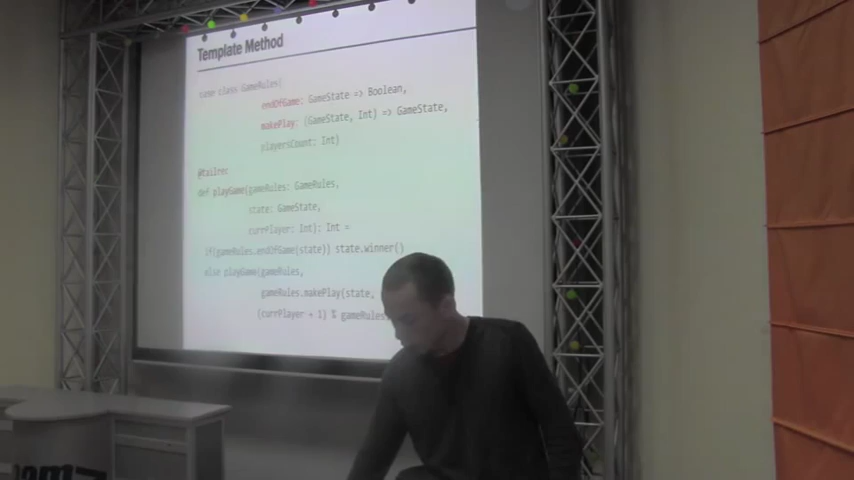 Template Method
case class GameRules(
endOfGame: GameState => Boolean,
makePlay: (GameState, Int) => GameState,
playersCount: Int)
@tailrec
def playGame(gameRules: GameRules,
state: GameState,
currPlayer: Int): Int =
if(gameRules.endOfGame(state)) state.winner()
else playGame(gameRules,
gameRules.makePlay(state,
(currPlayer + 1) % gameRules